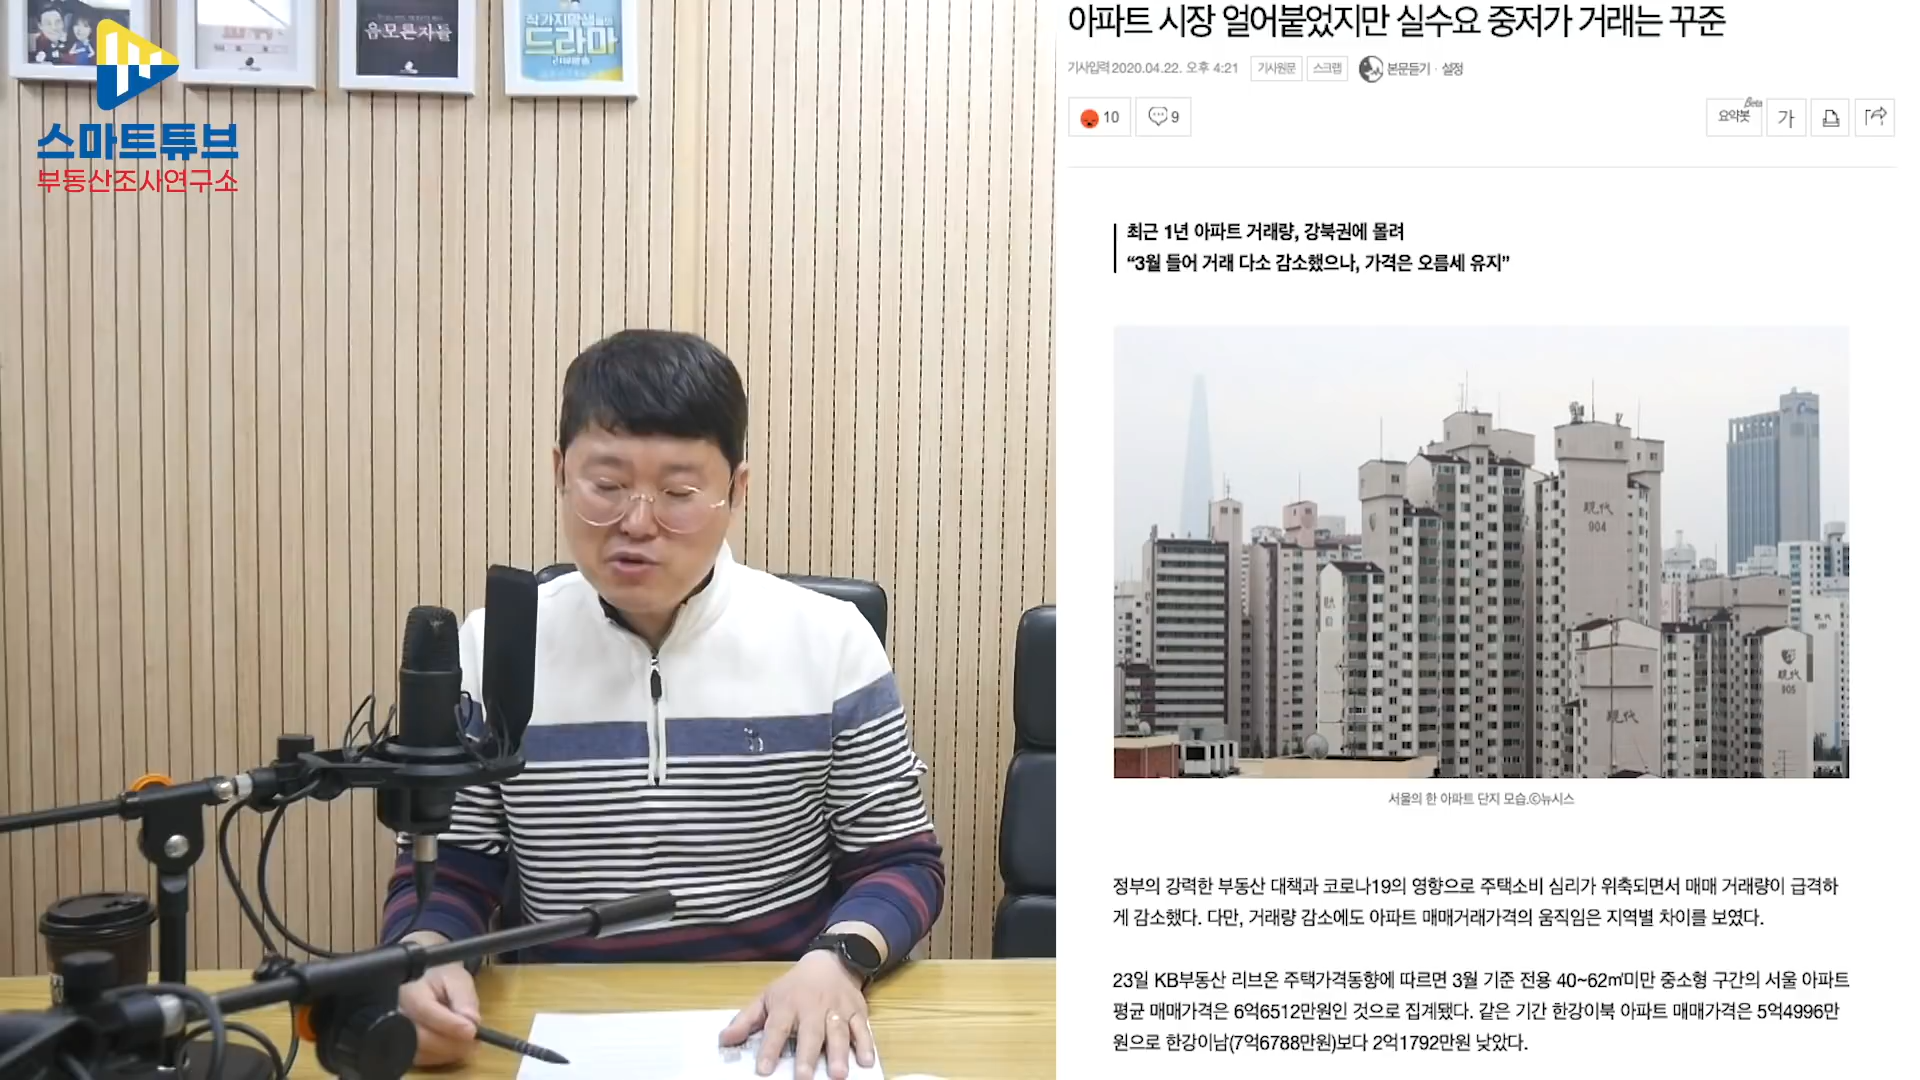 음모른자들
작가지망생들의
드라마
스마트튜브
부동산조사연구소
아파트 시장 얼어붙었지만 실수요 중저가 거래는 꾸준
기사입력 2020.04.22. 오후 4:21 기사원문 스크랩 본문듣기 · 설정
10 9
요약봇 Beta 가
최근 1년 아파트 거래량, 강북권에 몰려
“3월 들어 거래 다소 감소했으나, 가격은 오름세 유지”
現代
904
現代
現代
905
서울의 한 아파트 단지 모습.©뉴시스
정부의 강력한 부동산 대책과 코로나19의 영향으로 주택소비 심리가 위축되면서 매매 거래량이 급격하
게 감소했다. 다만, 거래량 감소에도 아파트 매매거래가격의 움직임은 지역별 차이를 보였다.
23일 KB부동산 리브온 주택가격동향에 따르면 3월 기준 전용 40~62㎡미만 중소형 구간의 서울 아파트
평균 매매가격은 6억6512만원인 것으로 집계됐다. 같은 기간 한강이북 아파트 매매가격은 5억4996만
원으로 한강이남(7억6788만원)보다 2억1792만원 낮았다.